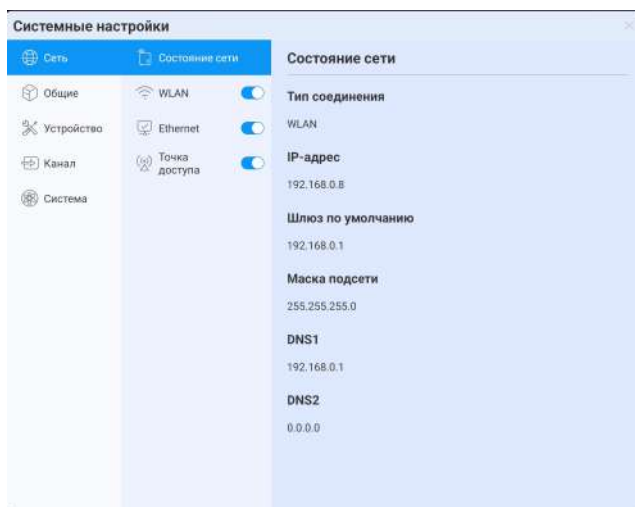 Системные настройки
Сеть
Общие
Устройство
Канал
Система
Состояние сети
WLAN
Ethernet
Точка
доступа
Состояние сети
Тип соединения
WLAN
IP-адрес
192.168.0.8
Шлюз по умолчанию
192.168.0.1
Маска подсети
255.255.255.0
DNS1
192.168.0.1
DNS2
0.0.0.0